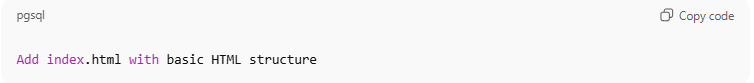 pgsql
Copy code
Add index.html with basic HTML structure